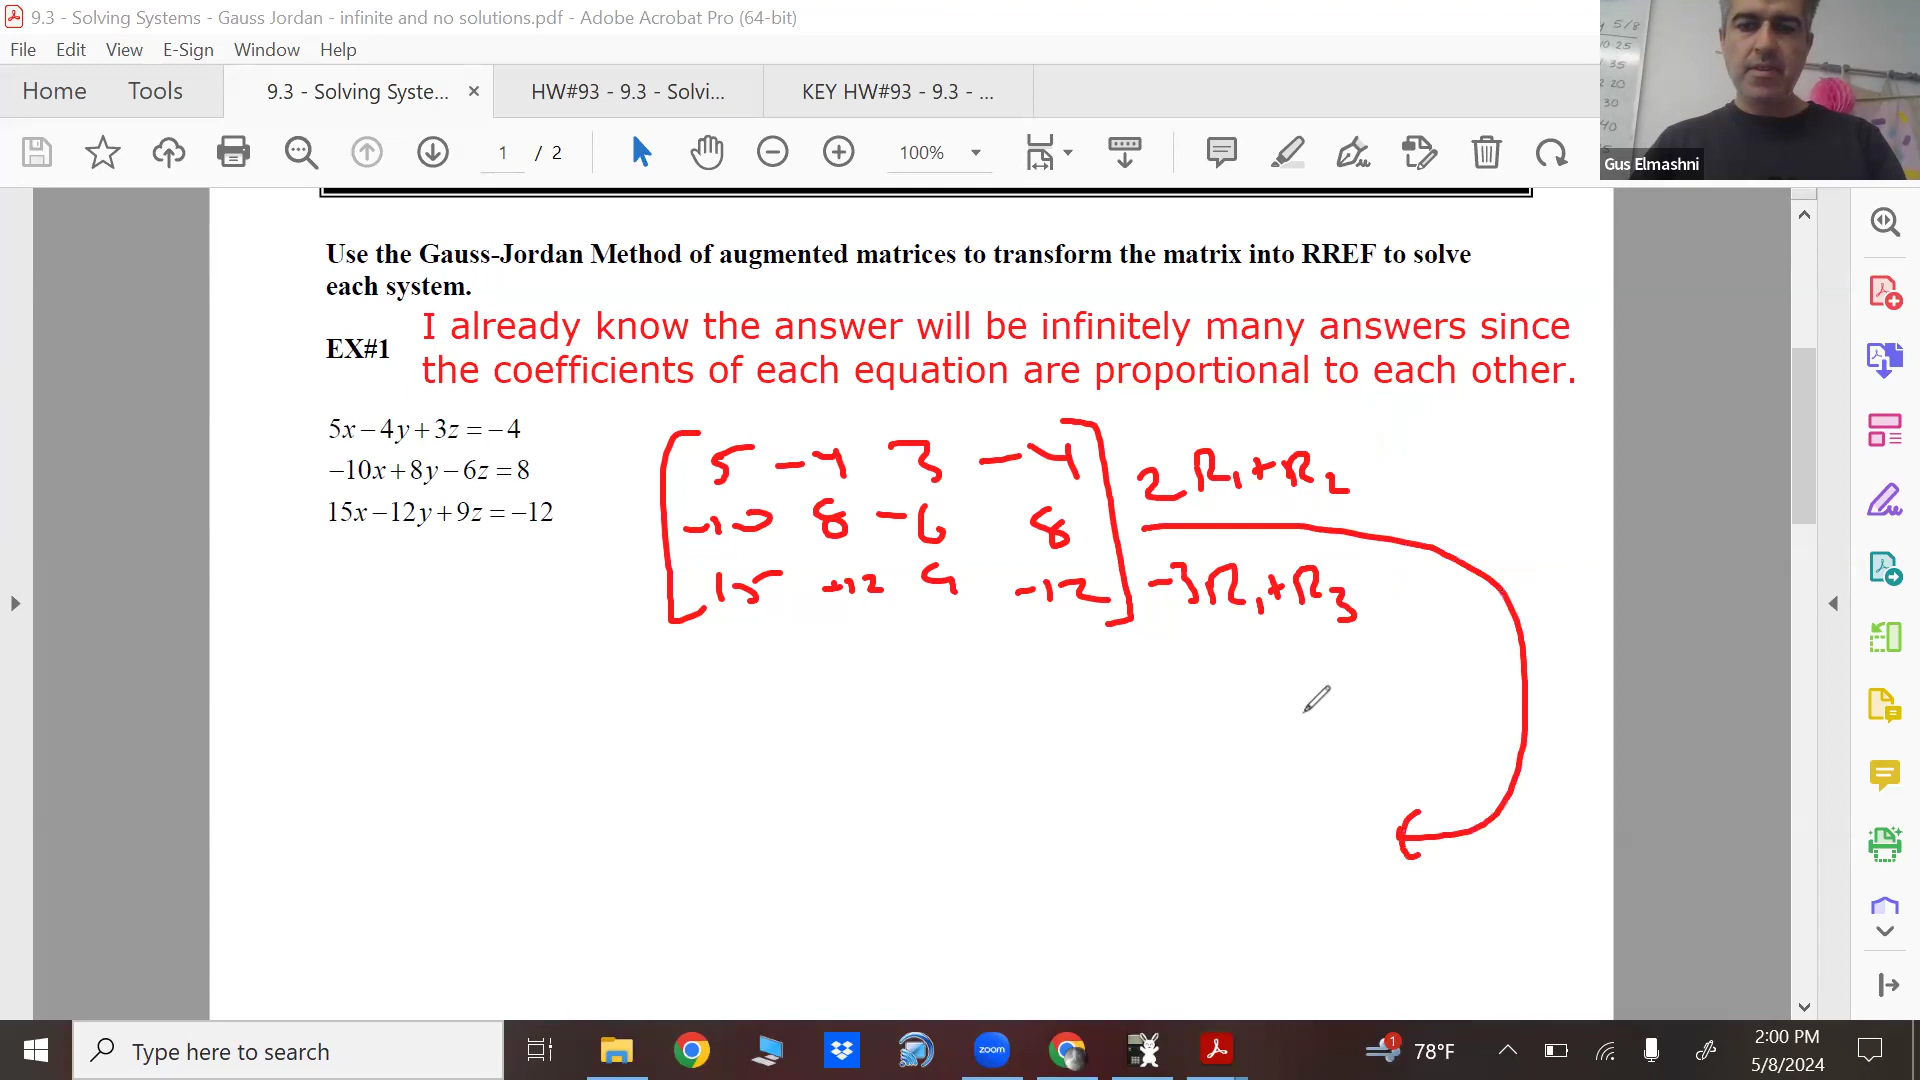 9.3 - Solving Systems - Gauss Jordan - infinite and no solutions.pdf - Adobe Acrobat Pro (64-bit)
File Edit View E-Sign Window Help
Home Tools 9.3 - Solving Syste... × HW#93 - 9.3 - Solvi... KEY HW#93 - 9.3 - ...
1 / 2 100%
Gus Elmashni
Use the Gauss-Jordan Method of augmented matrices to transform the matrix into RREF to solve
each system.
I already know the answer will be infinitely many answers since
EX#1
the coefficients of each equation are proportional to each other.
5x − 4y + 3z = −4
−10x + 8y − 6z = 8
15x − 12y + 9z = −12
5 -4 3 -4 2R1+R2
-10 8 -6 8
15 -12 9 -12 -3R1+R3
Type here to search
zoom
1
78°F
2:00 PM
5/8/2024